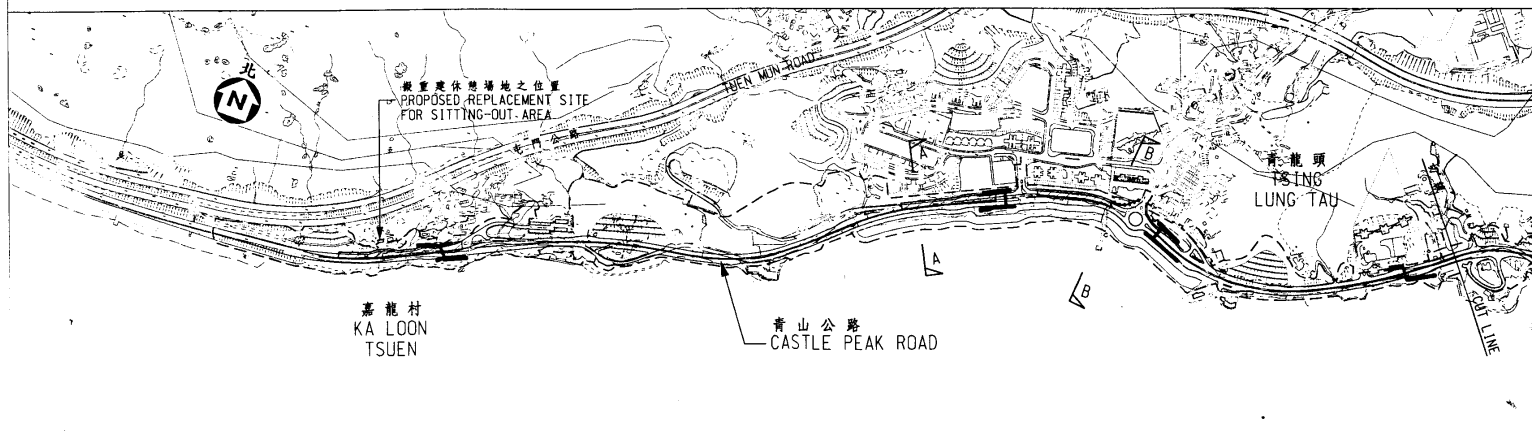 北
N
擬重建休憩場地之位置
PROPOSED REPLACEMENT SITE
FOR SITTING-OUT AREA
TUEN MUN ROAD
屯門公路
A
B
青龍頭
TSING
LUNG TAU
A
B
嘉龍村
KA LOON
TSUEN
青山公路
CASTLE PEAK ROAD
CUT LINE